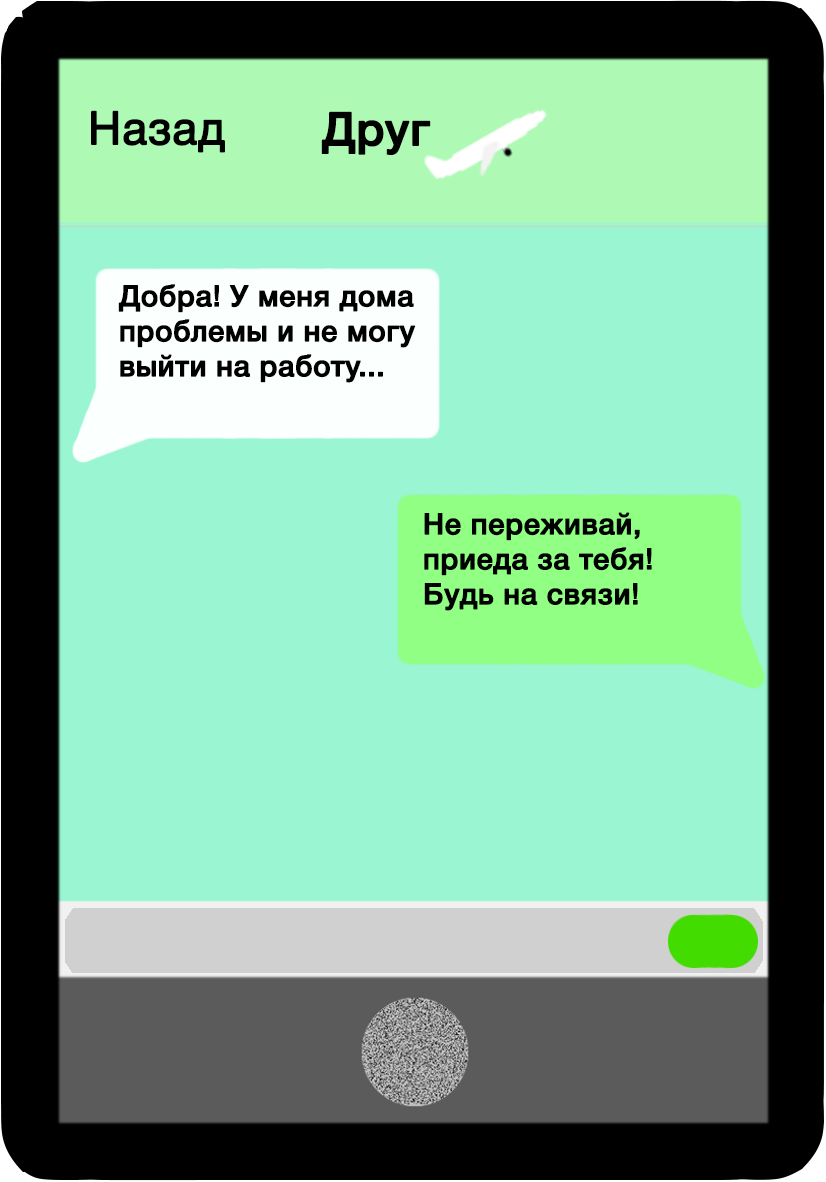 Назад
Друг
Добра! У меня дома
проблемы и не могу
выйти на работу...
Не переживай,
приеда за тебя!
Будь на связи!